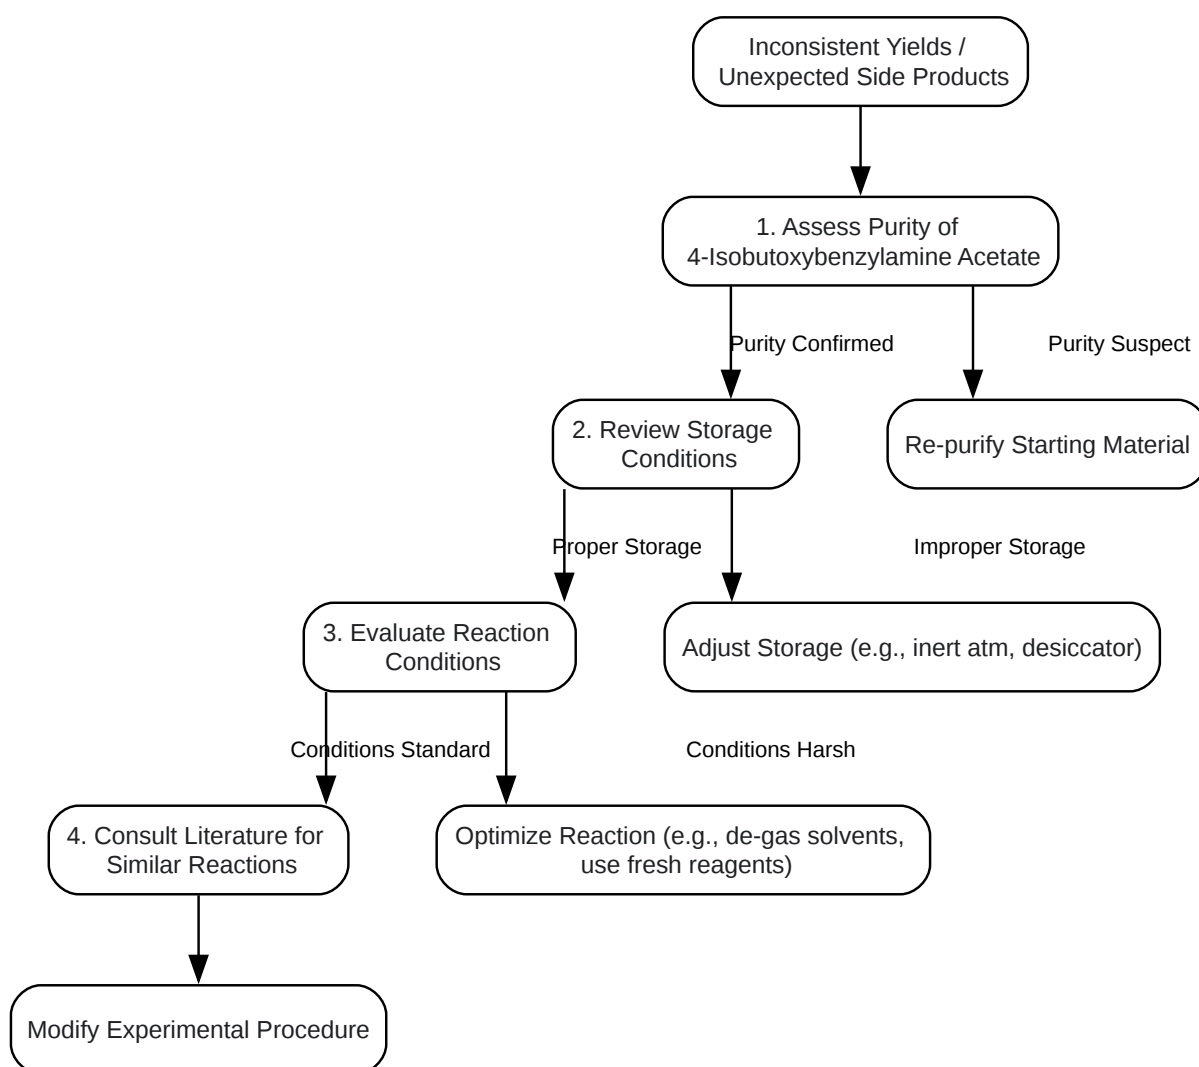 Inconsistent Yields /
Unexpected Side Products
1. Assess Purity of
4-Isobutoxybenzylamine Acetate
Purity Confirmed
Purity Suspect
2. Review Storage
Conditions
Re-purify Starting Material
Proper Storage
Improper Storage
3. Evaluate Reaction
Conditions
Adjust Storage (e.g., inert atm, desiccator)
Conditions Standard
Conditions Harsh
4. Consult Literature for
Similar Reactions
Optimize Reaction (e.g., de-gas solvents,
use fresh reagents)
Modify Experimental Procedure